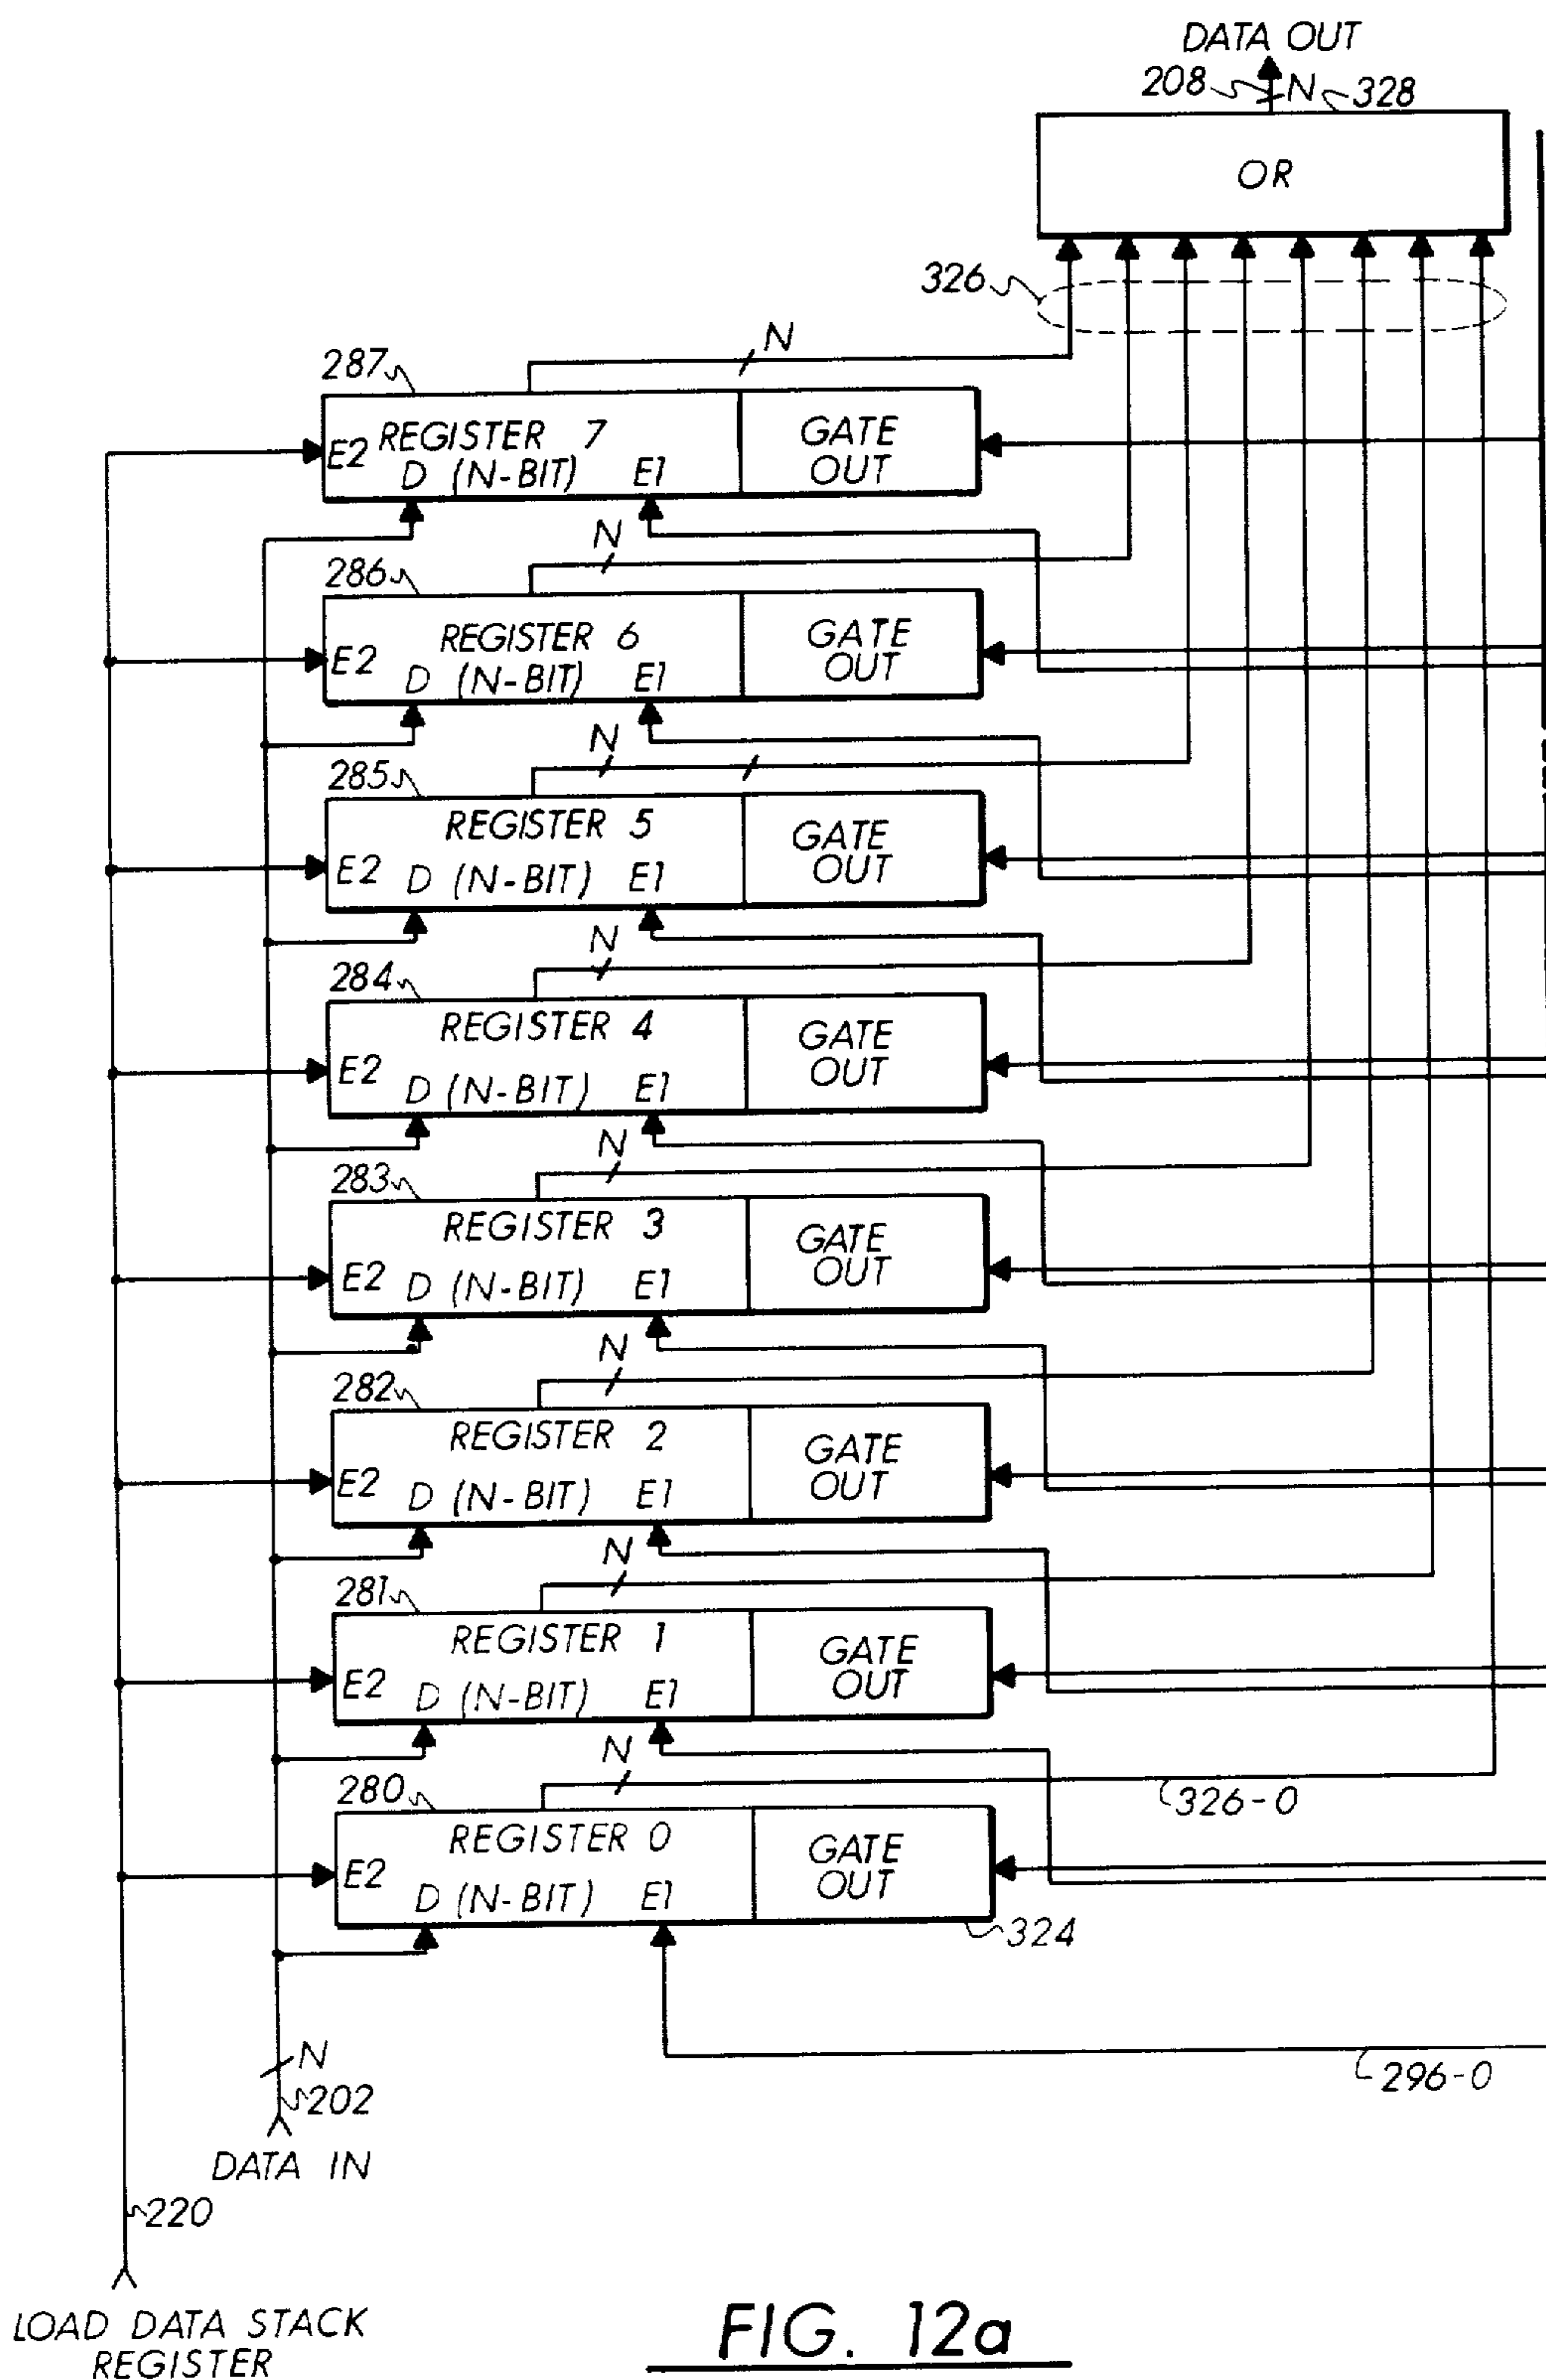 DATA OUT
208 N 328
OR
326
N
287
REGISTER 7
GATE OUT
E2
D (N-BIT) E1
N
286
REGISTER 6
GATE OUT
E2
D (N-BIT) E1
N
285
REGISTER 5
GATE OUT
E2
D (N-BIT) E1
N
284
REGISTER 4
GATE OUT
E2
D (N-BIT) E1
N
283
REGISTER 3
GATE OUT
E2
D (N-BIT) E1
N
282
REGISTER 2
GATE OUT
E2
D (N-BIT) E1
N
281
REGISTER 1
GATE OUT
E2
D (N-BIT) E1
N
280
326-0
REGISTER 0
GATE OUT
E2
D (N-BIT) E1
324
N
296-0
202
DATA IN
220
LOAD DATA STACK
REGISTER
FIG. 12a